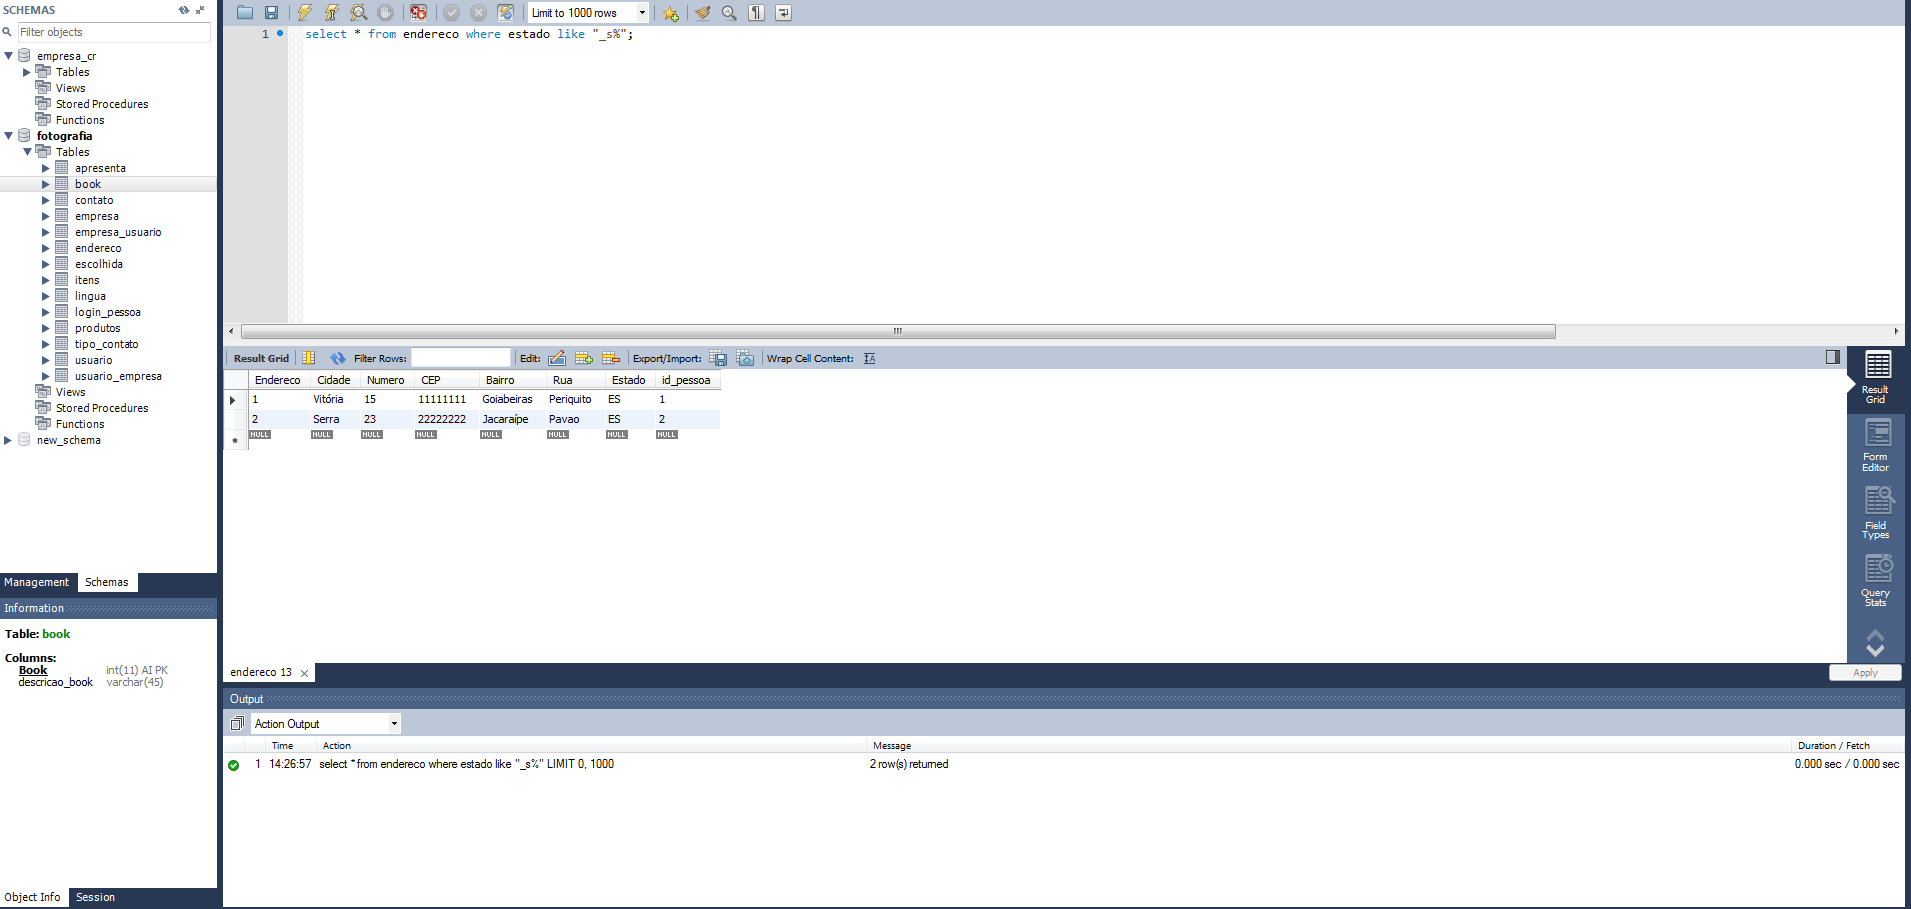 SCHEMAS
Filter objects
empresa_cr
Tables
Views
Stored Procedures
Functions
fotografia
Tables
apresenta
book
contato
empresa
empresa_usuario
endereco
escolhida
itens
lingua
login_pessoa
produtos
tipo_contato
usuario
usuario_empresa
Views
Stored Procedures
Functions
new_schema
Management Schemas
Information
Table: book
Columns:
Book int(11) AI PK
descricao_book varchar(45)
Object Info Session
Limit to 1000 rows
1 select * from endereco where estado like "_s%";
Result Grid Filter Rows: Edit: Export/Import: Wrap Cell Content:
Endereco Cidade Numero CEP Bairro Rua Estado id_pessoa
1 Vitória 15 11111111 Goiabeiras Periquito ES 1
2 Serra 23 22222222 Jacaraípe Pavao ES 2
NULL NULL NULL NULL NULL NULL NULL NULL
Result
Grid
Form
Editor
Field
Types
Query
Stats
endereco 13
Apply
Output
Action Output
Time Action Message Duration / Fetch
1 14:26:57 select * from endereco where estado like "_s%" LIMIT 0, 1000 2 row(s) returned 0.000 sec / 0.000 sec